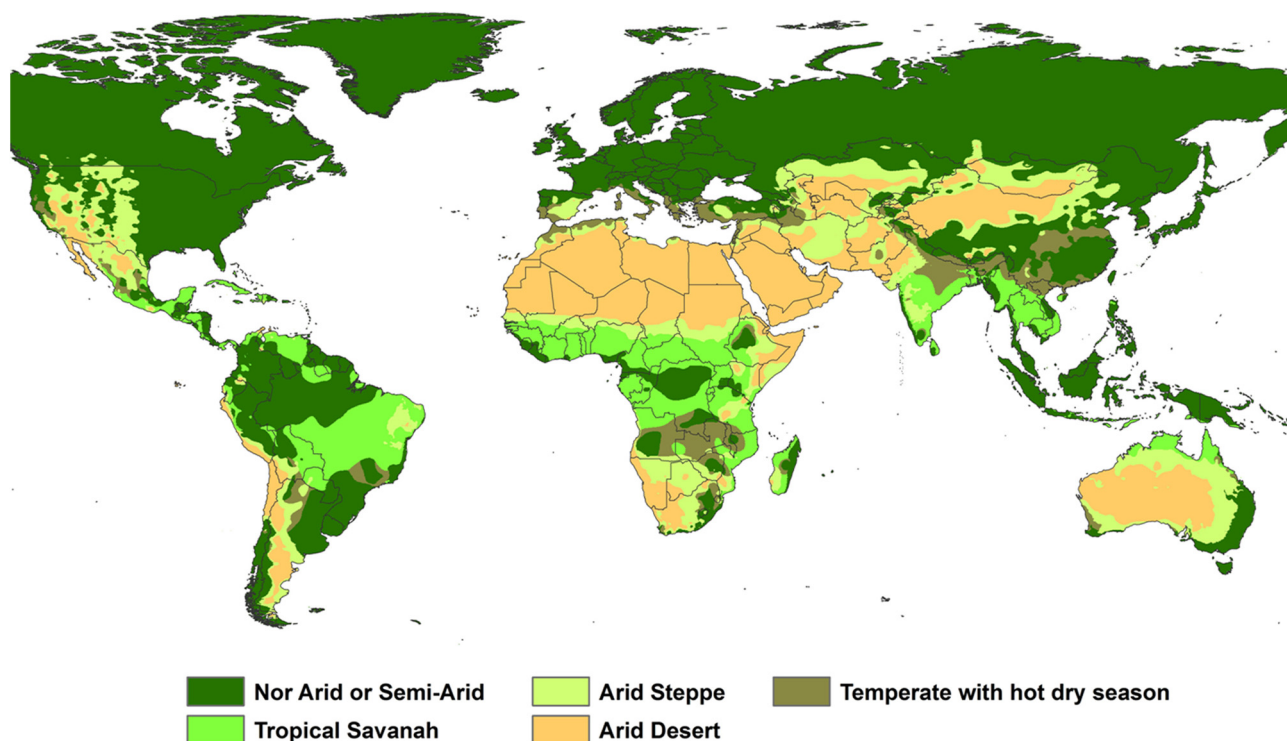 Nor Arid or Semi-Arid
Arid Steppe
Temperate with hot dry season
Tropical Savanah
Arid Desert